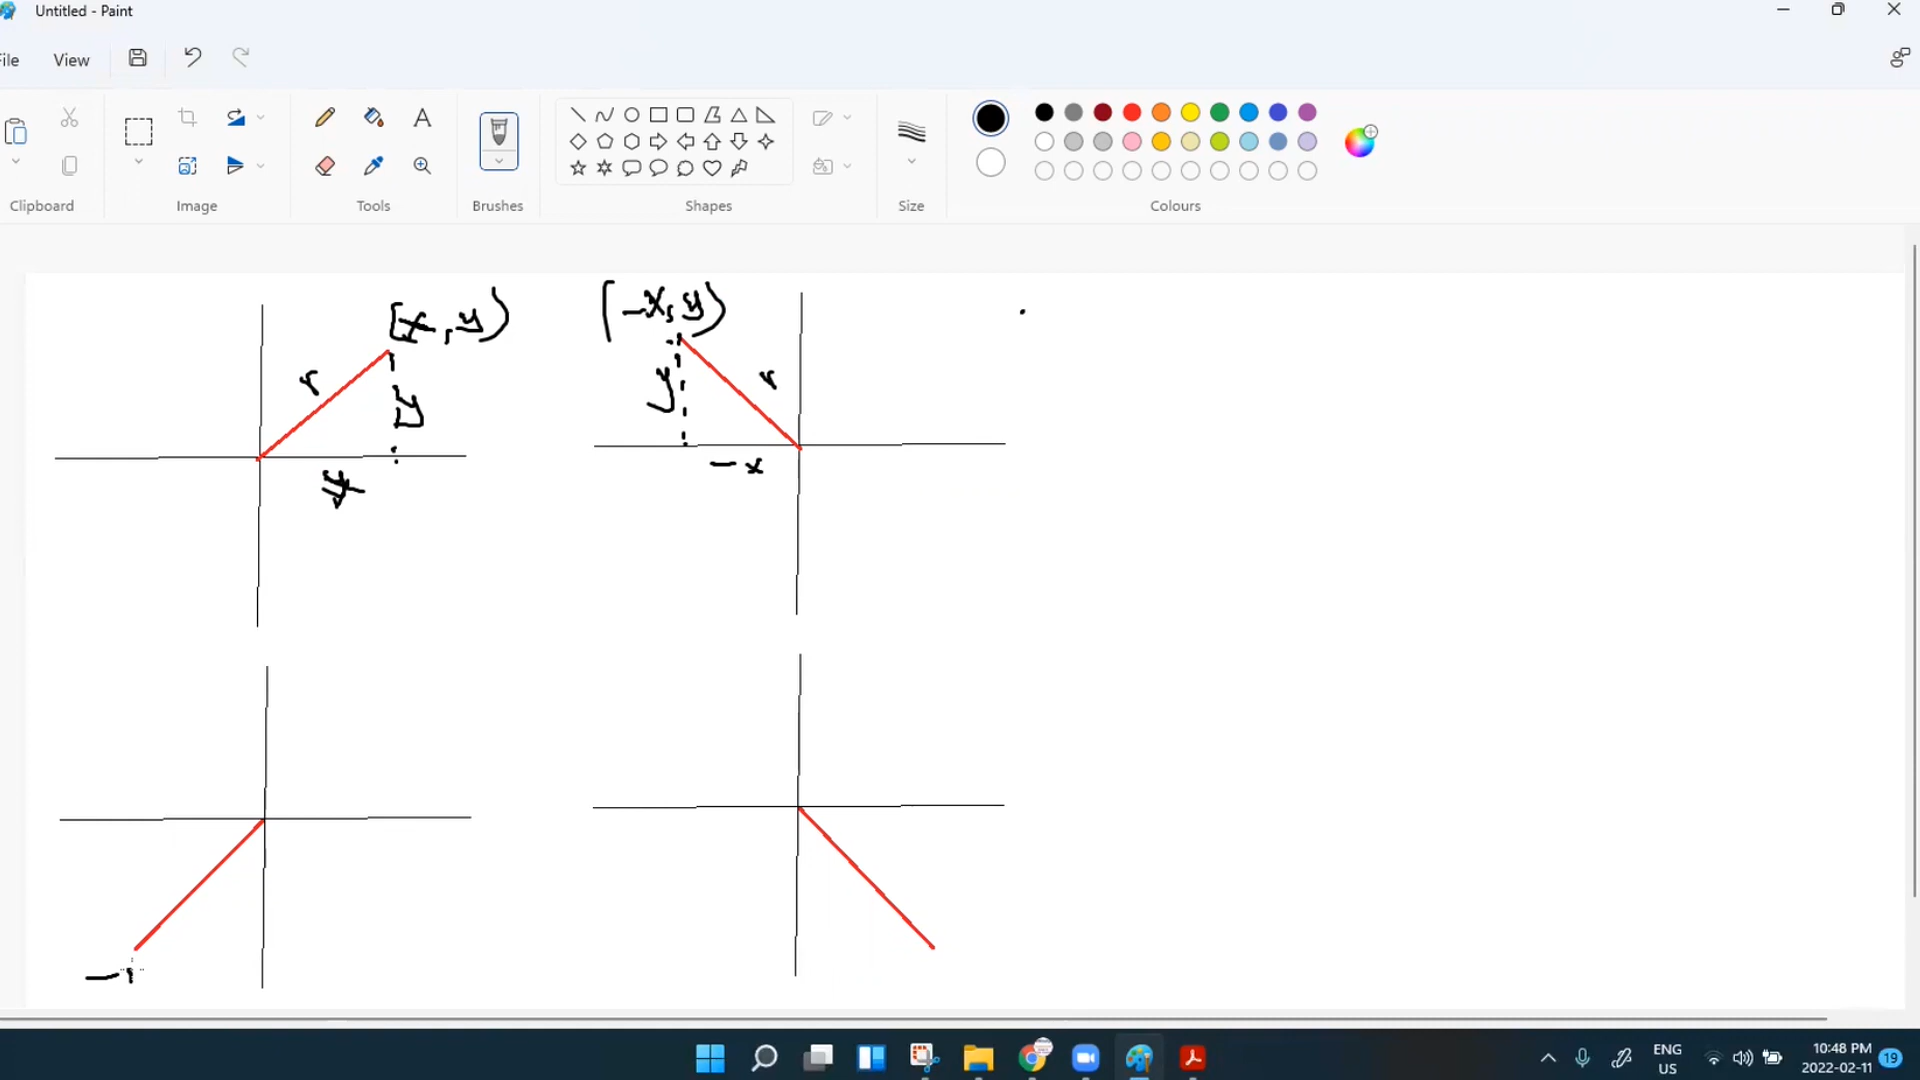 Untitled - Paint
File
View
Clipboard
Image
Tools
Brushes
Shapes
Size
Colours
[x, y)
(-x, y)
r
y
y
r
-x
ENG
US
10:48 PM
2022-02-11
19